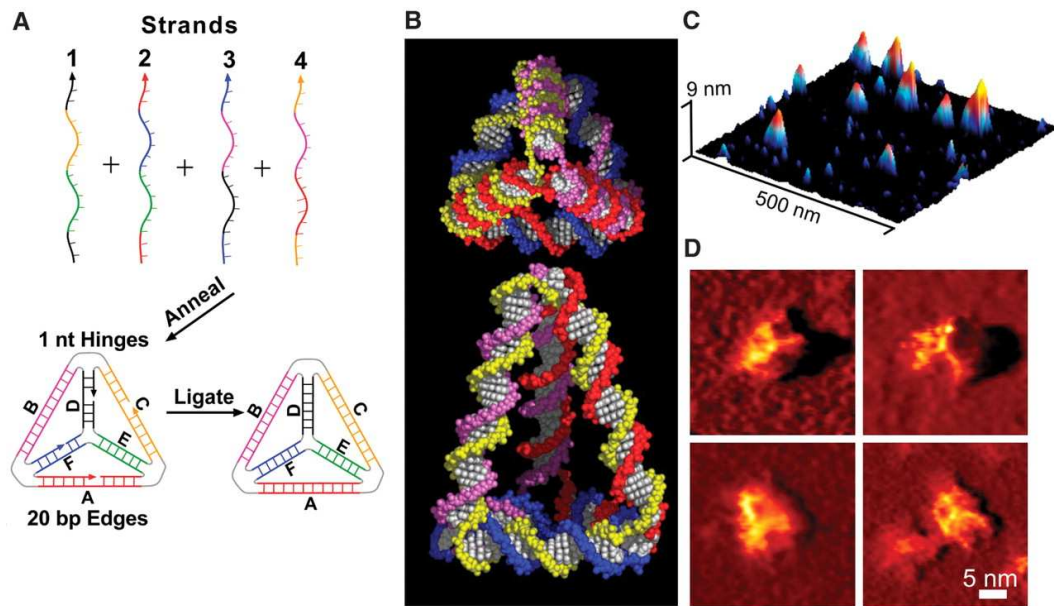 A
Strands
1
2
3
4
+
+
+
Anneal
1 nt Hinges
B
D
C
F
E
A
20 bp Edges
Ligate
B
D
C
F
E
A
B
C
9 nm
500 nm
D
5 nm